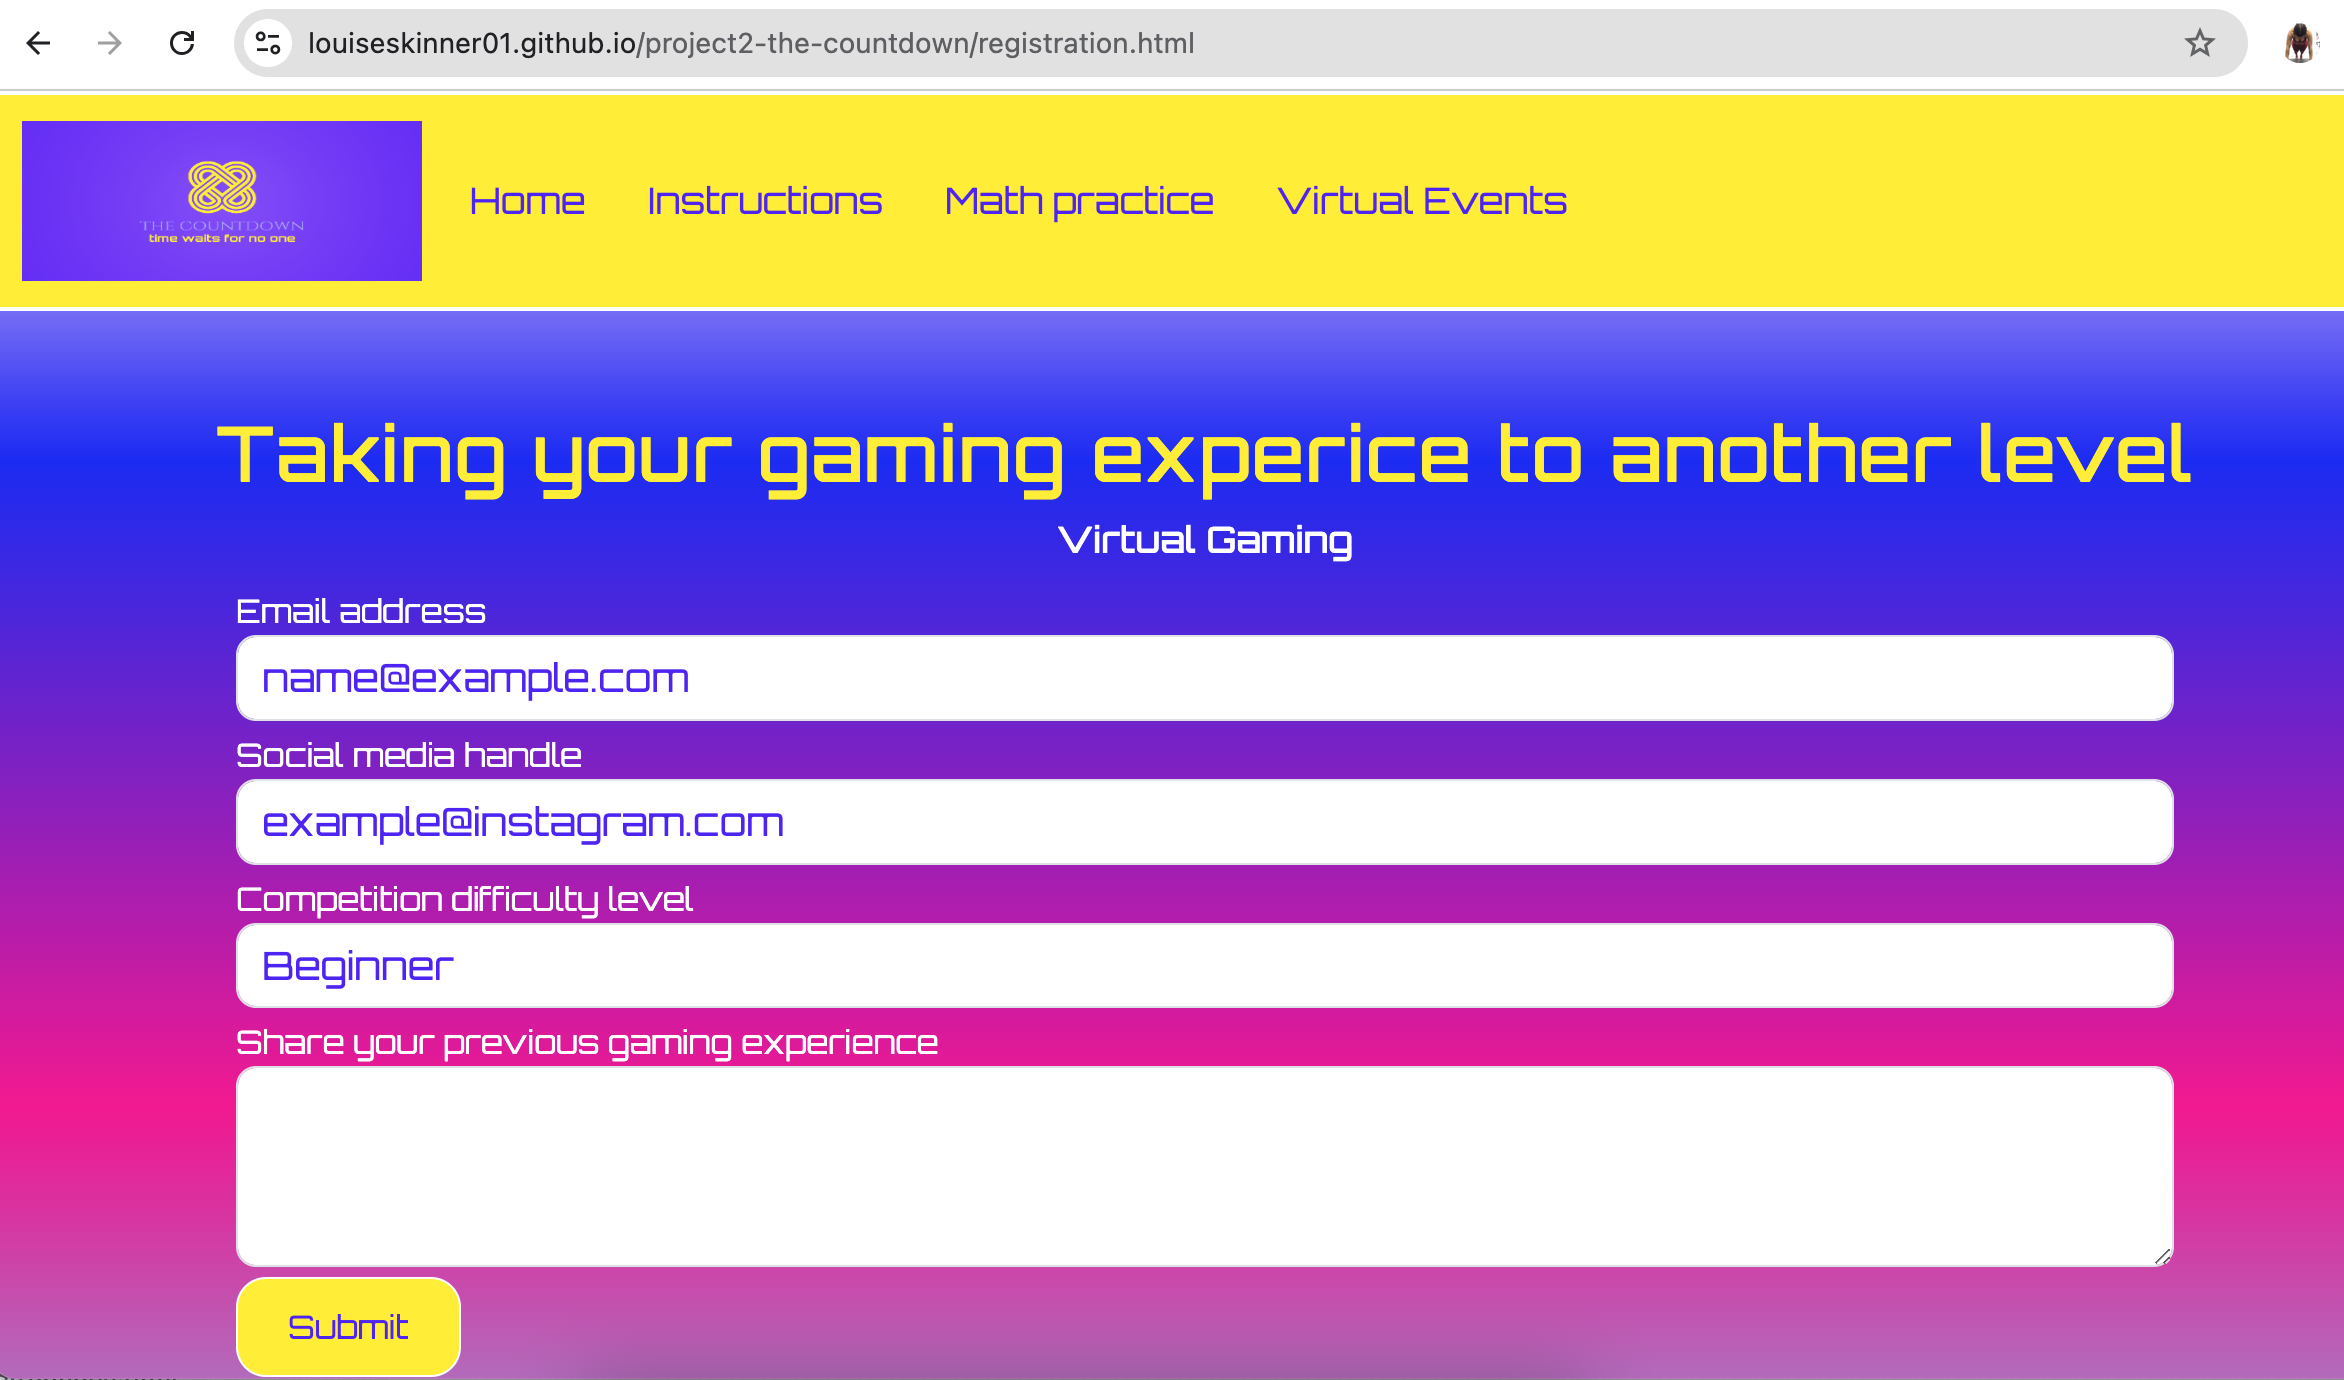 louiseskinner01.github.io/project2-the-countdown/registration.html
THE COUNTDOWN
time waits for no one
Home Instructions Math practice Virtual Events
Taking your gaming experice to another level
Virtual Gaming
Email address
name@example.com
Social media handle
example@instagram.com
Competition difficulty level
Beginner
Share your previous gaming experience
Submit